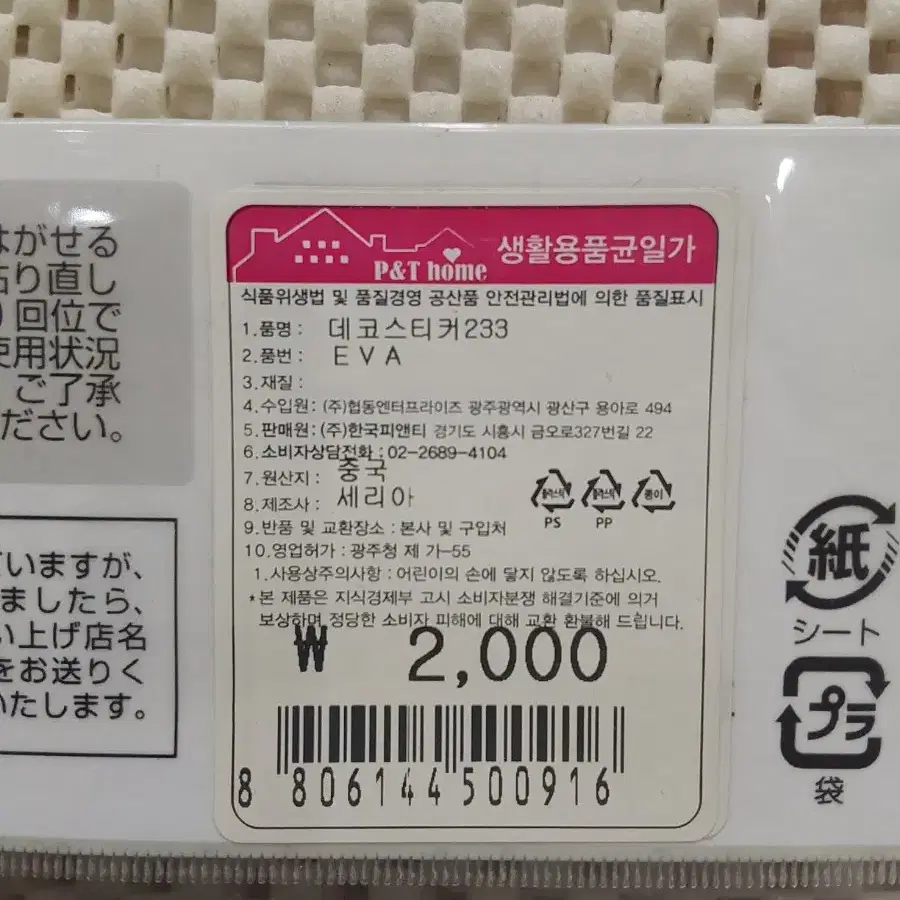 はがせる
貼り直し
回位で
使用状況
ご了承
ださい。
ていますが、
ましたら、
い上げ店名
をお送りく
いたします。
P&T home 생활용품균일가
식품위생법 및 품질경영 공산품 안전관리법에 의한 품질표시
1.품명: 데코스티커233
2.품번: EVA
3.재질:
4.수입원: (주)협동엔터프라이즈 광주광역시 광산구 용아로 494
5.판매원: (주)한국피앤티 경기도 시흥시 금오로327번길 22
6.소비자상담전화:02-2689-4104
7.원산지: 중국
8.제조사: 세리아
플라스틱 플라스틱 종이
PS PP
9.반품 및 교환장소: 본사 및 구입처
10.영업허가: 광주청 제 가-55
1.사용상주의사항: 어린이의 손에 닿지 않도록 하십시오.
*본 제품은 지식경제부 고시 소비자분쟁 해결기준에 의거
보상하며, 정당한 소비자 피해에 대해 교환 환불해 드립니다.
₩ 2,000
8 806144 500916
紙
シート
プラ
袋